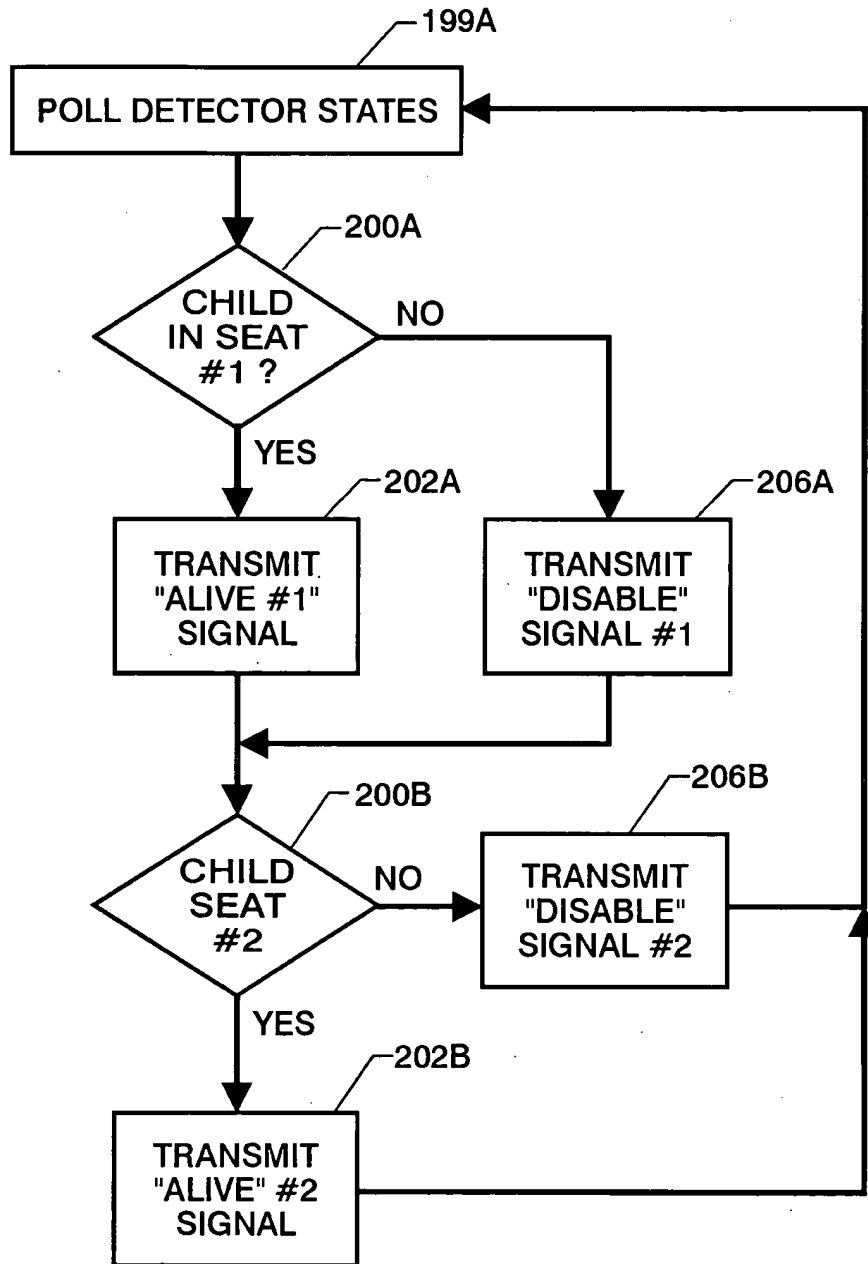 199A
POLL DETECTOR STATES
200A
CHILD
IN SEAT
#1 ?
NO
YES
202A
206A
TRANSMIT
"ALIVE #1"
SIGNAL
TRANSMIT
"DISABLE"
SIGNAL #1
200B
206B
CHILD
SEAT
#2
NO
TRANSMIT
"DISABLE"
SIGNAL #2
YES
202B
TRANSMIT
"ALIVE" #2
SIGNAL